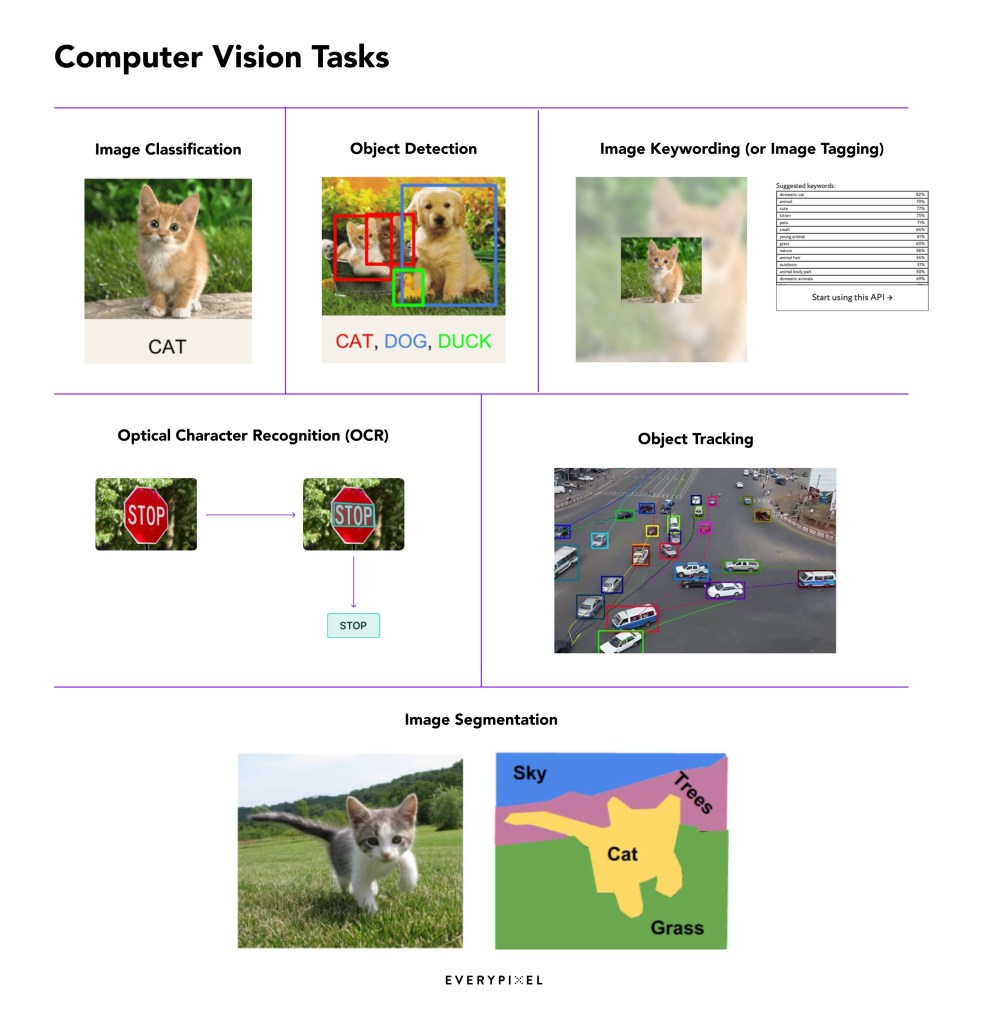 Computer Vision Tasks
Image Classification
CAT
Object Detection
CAT, DOG, DUCK
Image Keywording (or Image Tagging)
Suggested keywords:
domestic cat 82%
animal 79%
cute 77%
kitten 75%
pets 71%
small 64%
young animal 61%
grass 60%
nature 58%
animal hair 54%
outdoors 51%
animal body part 50%
domestic animals 49%
Start using this API →
Optical Character Recognition (OCR)
STOP
STOP
STOP
Object Tracking
Image Segmentation
Sky
Trees
Cat
Grass
EVERYPIXEL